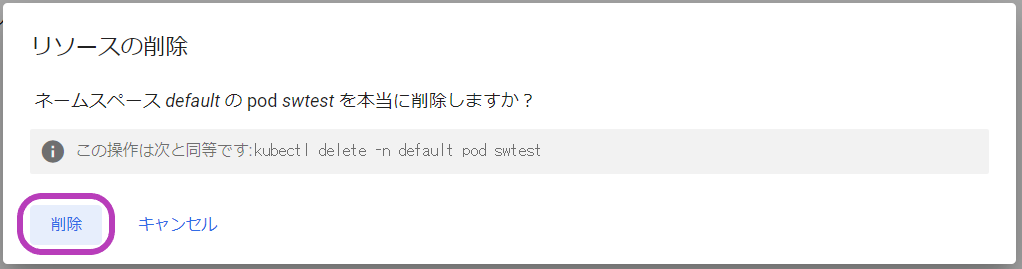 リソースの削除
ネームスペース default の pod swtest を本当に削除しますか？
この操作は次と同等です:kubectl delete -n default pod swtest
削除 キャンセル